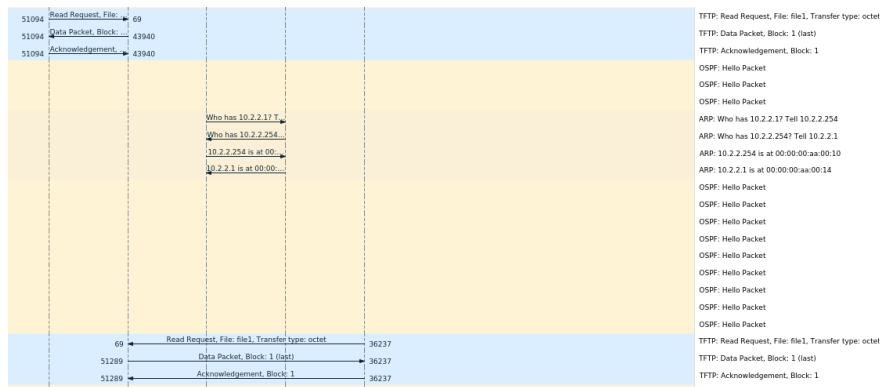 51094 Read Request, File: ... 69 TFTP: Read Request, File: file1, Transfer type: octet
51094 Data Packet, Block: ... 43940 TFTP: Data Packet, Block: 1 (last)
51094 Acknowledgement, ... 43940 TFTP: Acknowledgement, Block: 1
OSPF: Hello Packet
OSPF: Hello Packet
OSPF: Hello Packet
Who has 10.2.2.1? T... ARP: Who has 10.2.2.1? Tell 10.2.2.254
Who has 10.2.2.254... ARP: Who has 10.2.2.254? Tell 10.2.2.1
10.2.2.254 is at 00:... ARP: 10.2.2.254 is at 00:00:00:aa:00:10
10.2.2.1 is at 00:00:... ARP: 10.2.2.1 is at 00:00:00:aa:00:14
OSPF: Hello Packet
OSPF: Hello Packet
OSPF: Hello Packet
OSPF: Hello Packet
OSPF: Hello Packet
OSPF: Hello Packet
OSPF: Hello Packet
OSPF: Hello Packet
OSPF: Hello Packet
69 Read Request, File: file1, Transfer type: octet 36237 TFTP: Read Request, File: file1, Transfer type: octet
51289 Data Packet, Block: 1 (last) 36237 TFTP: Data Packet, Block: 1 (last)
51289 Acknowledgement, Block: 1 36237 TFTP: Acknowledgement, Block: 1